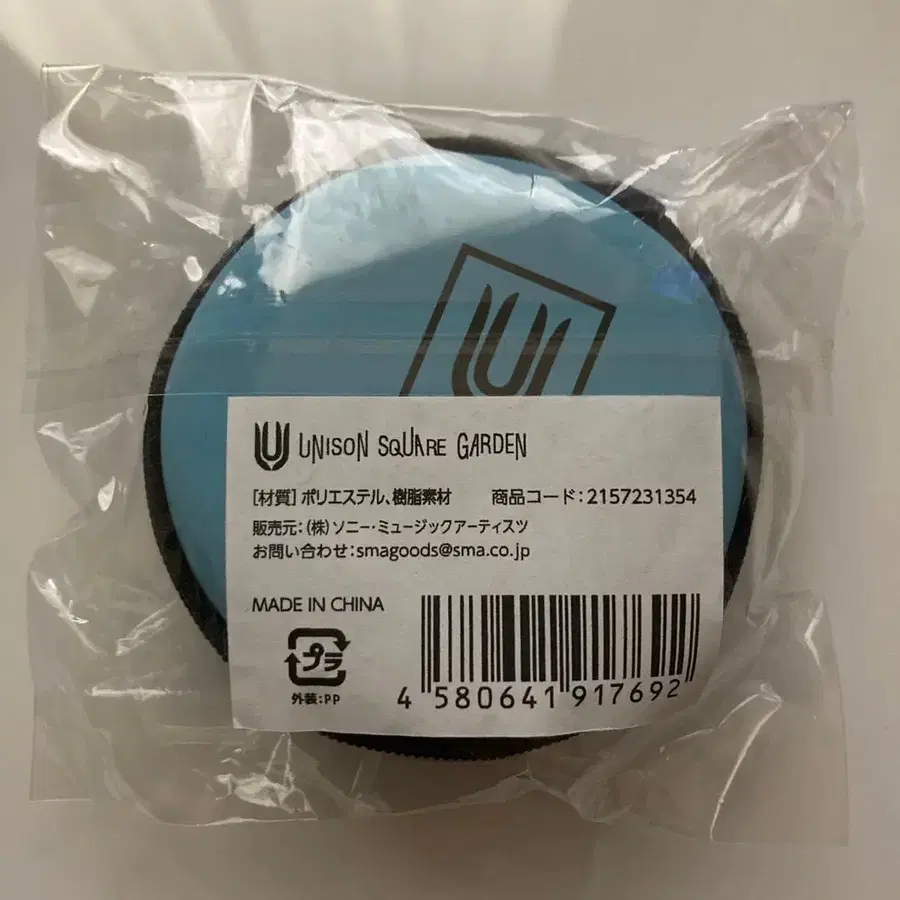 UNISON SQUARE GARDEN
[材質] ポリエステル、樹脂素材 商品コード：2157231354
販売元：(株)ソニー・ミュージックアーティスツ
お問い合わせ：smagoods@sma.co.jp
MADE IN CHINA
プラ
外装：PP
4 580641 917692